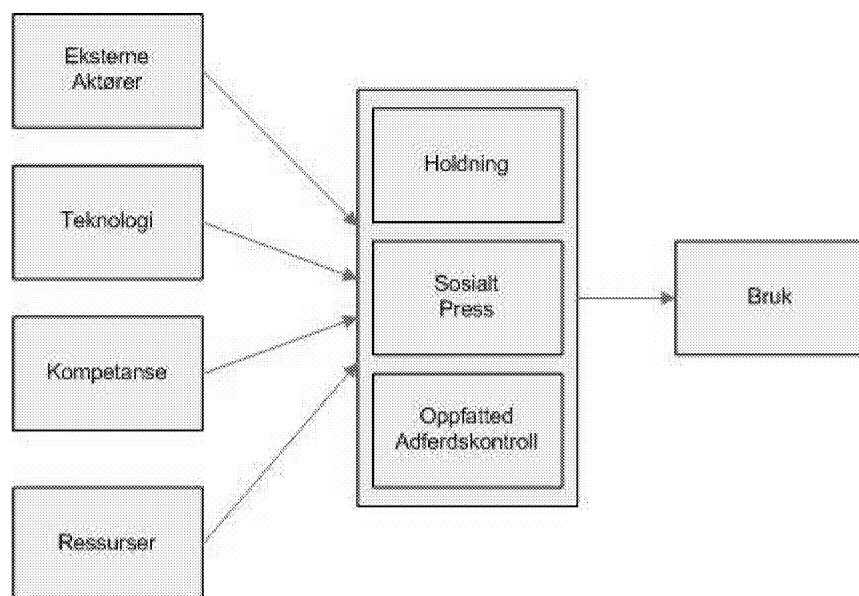 Eksterne
Aktører
Teknologi
Kompetanse
Ressurser
Holdning
Sosialt
Press
Oppfatted
Adferdskontroll
Bruk